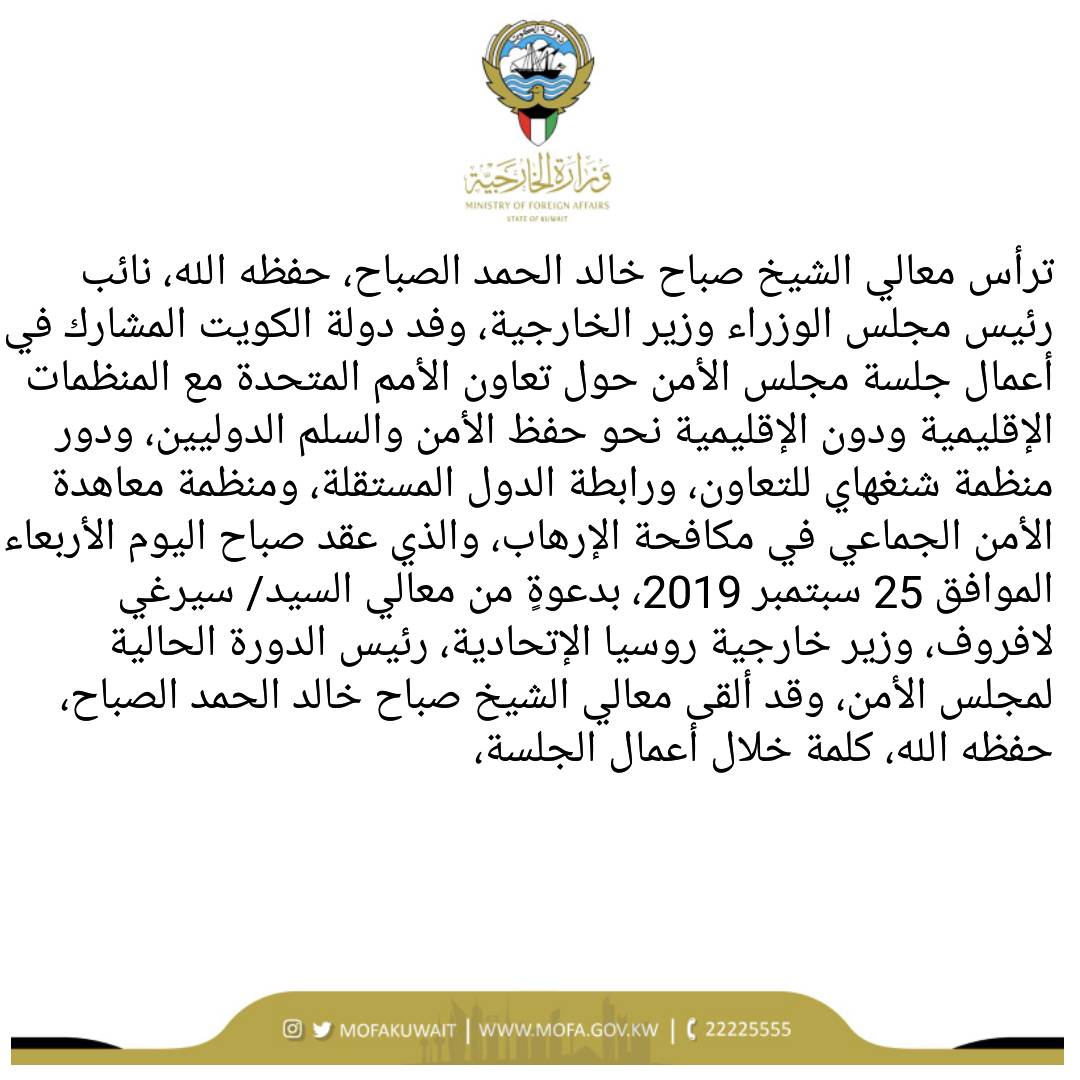 دولة الكويت
وزارة الخارجية
MINISTRY OF FOREIGN AFFAIRS
STATE OF KUWAIT
ترأس معالي الشيخ صباح خالد الحمد الصباح، حفظه الله، نائب
رئيس مجلس الوزراء وزير الخارجية، وفد دولة الكويت المشارك في
أعمال جلسة مجلس الأمن حول تعاون الأمم المتحدة مع المنظمات
الإقليمية ودون الإقليمية نحو حفظ الأمن والسلم الدوليين، ودور
منظمة شنغهاي للتعاون، ورابطة الدول المستقلة، ومنظمة معاهدة
الأمن الجماعي في مكافحة الإرهاب، والذي عقد صباح اليوم الأربعاء
الموافق 25 سبتمبر 2019، بدعوةٍ من معالي السيد/ سيرغي
لافروف، وزير خارجية روسيا الإتحادية، رئيس الدورة الحالية
لمجلس الأمن، وقد ألقى معالي الشيخ صباح خالد الحمد الصباح،
حفظه الله، كلمة خلال أعمال الجلسة،
MOFAKUWAIT | WWW.MOFA.GOV.KW | 22225555